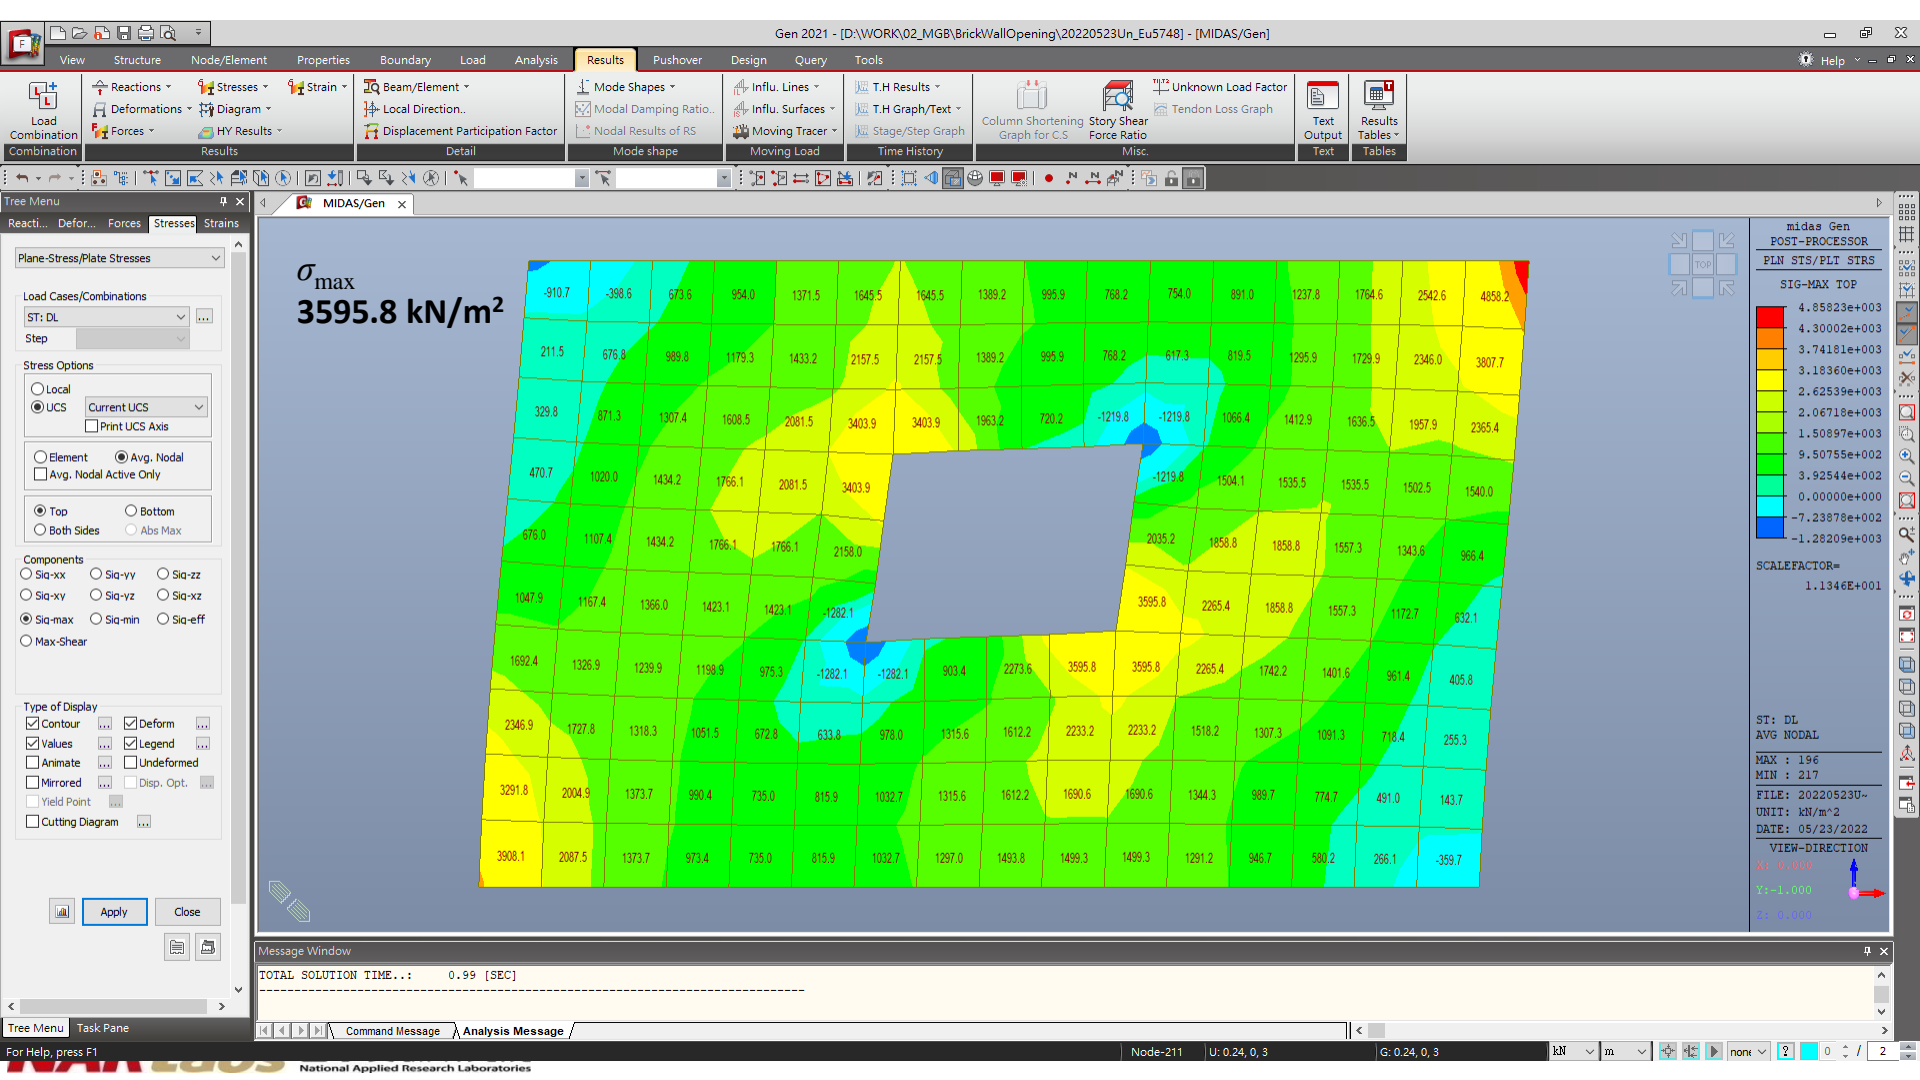 Gen 2021 - [D:\WORK\02_MGB\BrickWallOpening\20220523Un_Eu5748] - [MIDAS/Gen]
View Structure Node/Element Properties Boundary Load Analysis Results Pushover Design Query Tools Help
Load Combination
Combination
Reactions Stresses Strain
Deformations Diagram
Forces HY Results
Results
Beam/Element
Local Direction..
Displacement Participation Factor
Detail
Mode Shapes
Modal Damping Ratio..
Nodal Results of RS
Mode shape
Influ. Lines
Influ. Surfaces
Moving Tracer
Moving Load
T.H Results
T.H Graph/Text
Stage/Step Graph
Time History
Column Shortening Graph for C.S
Story Shear Force Ratio
Unknown Load Factor
Tendon Loss Graph
Misc.
Text Output
Text
Results Tables
Tables
Tree Menu
Reacti... Defor... Forces Stresses Strains
Plane-Stress/Plate Stresses
Load Cases/Combinations
ST: DL
Step
Stress Options
Local
UCS Current UCS
Print UCS Axis
Element Avg. Nodal
Avg. Nodal Active Only
Top Bottom
Both Sides Abs Max
Components
Sig-xx Sig-yy Sig-zz
Sig-xy Sig-yz Sig-xz
Sig-max Sig-min Sig-eff
Max-Shear
Type of Display
Contour Deform
Values Legend
Animate Undeformed
Mirrored Disp. Opt.
Yield Point
Cutting Diagram
Apply Close
Tree Menu Task Pane
MIDAS/Gen
σmax
3595.8 kN/m²
-910.7 -398.6 673.6 954.0 1371.5 1645.5 1645.5 1389.2 995.9 768.2 754.0 891.0 1237.8 1764.6 2542.6 4858.2
211.5 676.8 989.8 1179.3 1433.2 2157.5 2157.5 1389.2 995.9 768.2 617.3 819.5 1295.9 1729.9 2346.0 3807.7
329.8 871.3 1307.4 1608.5 2081.5 3403.9 3403.9 1963.2 720.2 -1219.8 -1219.8 1066.4 1412.9 1636.5 1957.9 2365.4
470.7 1020.0 1434.2 1766.1 2081.5 3403.9 -1219.8 1504.1 1535.5 1535.5 1502.5 1540.0
676.0 1107.4 1434.2 1766.1 1766.1 2158.0 2035.2 1858.8 1858.8 1557.3 1343.6 966.4
1047.9 1167.4 1366.0 1423.1 1423.1 -1282.1 3595.8 2265.4 1858.8 1557.3 1172.7 632.1
1692.4 1326.9 1239.9 1198.9 975.3 -1282.1 -1282.1 903.4 2273.6 3595.8 3595.8 2265.4 1742.2 1401.6 961.4 405.8
2346.9 1727.8 1318.3 1051.5 672.8 633.8 978.0 1315.6 1612.2 2233.2 2233.2 1518.2 1307.3 1091.3 718.4 255.3
3291.8 2004.9 1373.7 990.4 735.0 815.9 1032.7 1315.6 1612.2 1690.6 1690.6 1344.3 989.7 774.7 491.0 143.7
3908.1 2087.5 1373.7 973.4 735.0 815.9 1032.7 1297.0 1493.8 1499.3 1499.3 1291.2 946.7 580.2 266.1 -359.7
TOP
midas Gen
POST-PROCESSOR
PLN STS/PLT STRS
SIG-MAX TOP
4.85823e+003
4.30002e+003
3.74181e+003
3.18360e+003
2.62539e+003
2.06718e+003
1.50897e+003
9.50755e+002
3.92544e+002
0.00000e+000
-7.23878e+002
-1.28209e+003
SCALEFACTOR=
1.1346E+001
ST: DL
AVG NODAL
MAX : 196
MIN : 217
FILE: 20220523U~
UNIT: kN/m^2
DATE: 05/23/2022
VIEW-DIRECTION
X: 0.000
Y:-1.000
Z: 0.000
Message Window
TOTAL SOLUTION TIME..: 0.99 [SEC]
--------------------------------------------------------------------------------
Command Message Analysis Message
For Help, press F1
Node-211 U: 0.24, 0, 3 G: 0.24, 0, 3 kN m none ? 0 / 2
NAR Labs
National Applied Research Laboratories